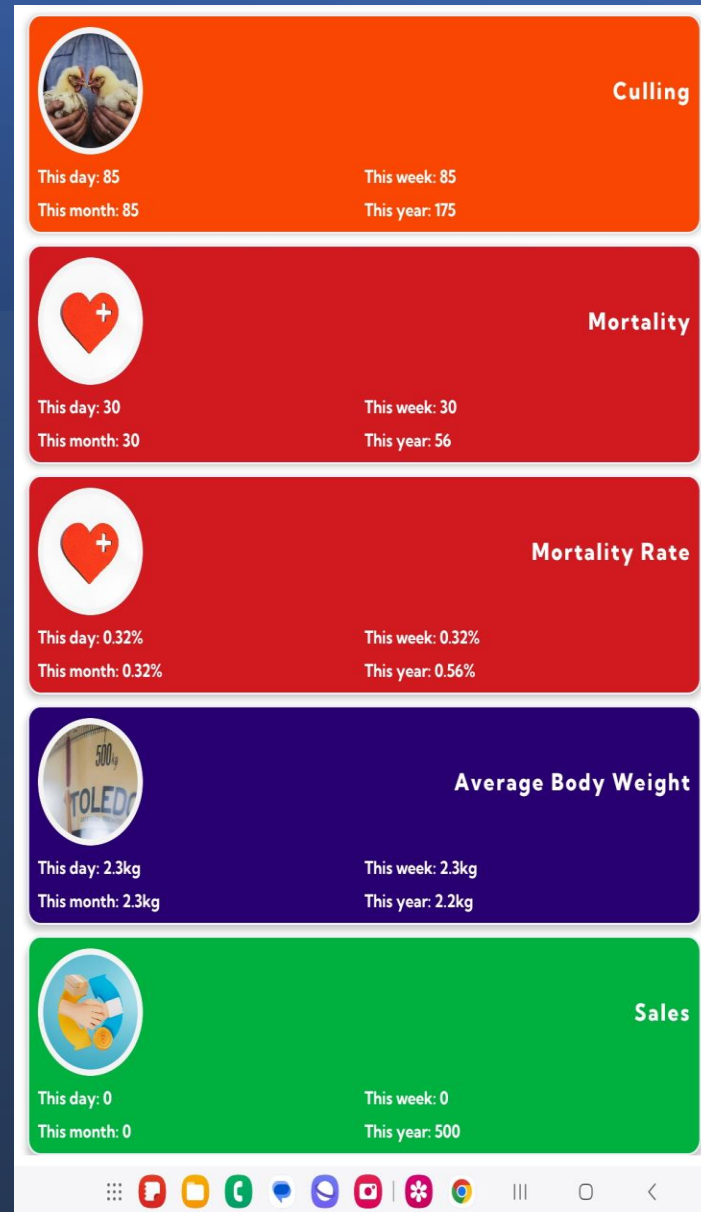 Culling
This day: 85 This week: 85
This month: 85 This year: 175
Mortality
This day: 30 This week: 30
This month: 30 This year: 56
Mortality Rate
This day: 0.32% This week: 0.32%
This month: 0.32% This year: 0.56%
500kg
TOLEDO
Average Body Weight
This day: 2.3kg This week: 2.3kg
This month: 2.3kg This year: 2.2kg
Sales
This day: 0 This week: 0
This month: 0 This year: 500